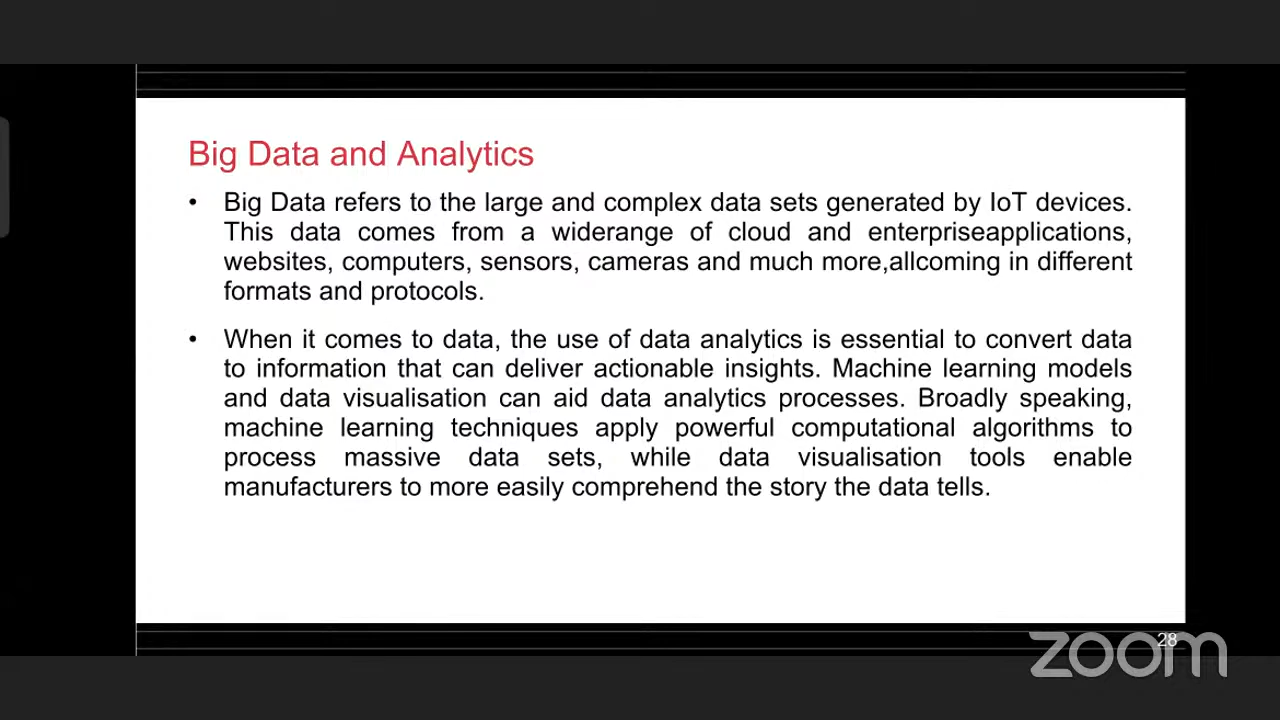 Big Data and Analytics
• Big Data refers to the large and complex data sets generated by IoT devices.
This data comes from a widerange of cloud and enterpriseapplications,
websites, computers, sensors, cameras and much more,allcoming in different
formats and protocols.
• When it comes to data, the use of data analytics is essential to convert data
to information that can deliver actionable insights. Machine learning models
and data visualisation can aid data analytics processes. Broadly speaking,
machine learning techniques apply powerful computational algorithms to
process massive data sets, while data visualisation tools enable
manufacturers to more easily comprehend the story the data tells.
28
zoom